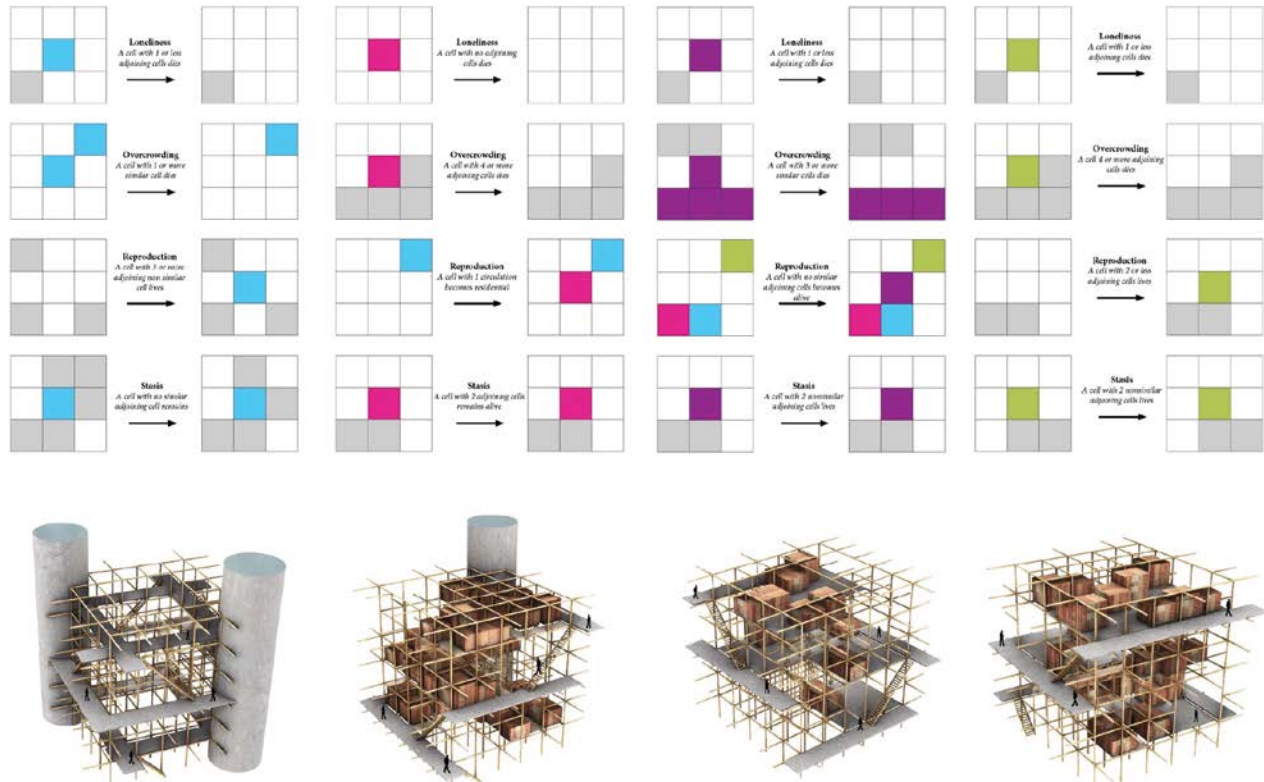 Loneliness
A cell with 1 or less
adjoining cells dies
Loneliness
A cell with no adjoining
cells dies
Loneliness
A cell with 1 or less
adjoining cells dies
Loneliness
A cell with 1 or less
adjoining cells dies
Overcrowding
A cell with 1 or more
similar cell dies
Overcrowding
A cell with 4 or more
adjoining cells dies
Overcrowding
A cell with 3 or more
similar cells dies
Overcrowding
A cell 4 or more adjoining
cells dies
Reproduction
A cell with 3 or more
adjoining non similar
cell lives
Reproduction
A cell with 1 circulation
becomes residential
Reproduction
A cell with no similar
adjoining cells becomes
alive
Reproduction
A cell with 2 or less
adjoining cells lives
Stasis
A cell with no similar
adjoining cell remains
Stasis
A cell with 2 adjoining cells
remains alive
Stasis
A cell with 2 nonsimilar
adjoining cells lives
Stasis
A cell with 2 nonsimilar
adjoining cells lives